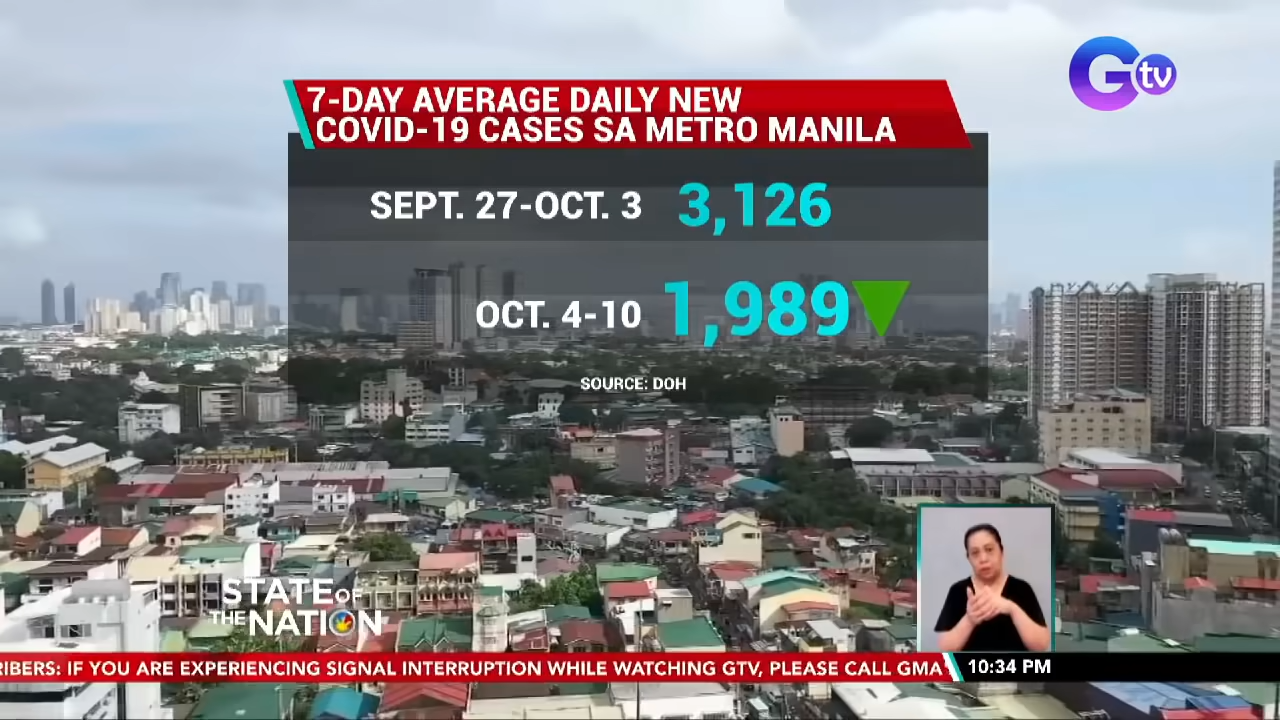 Gtv
7-DAY AVERAGE DAILY NEW
COVID-19 CASES SA METRO MANILA
SEPT. 27-OCT. 3 3,126
OCT. 4-10 1,989
SOURCE: DOH
STATE OF
THE NATION
RIBERS: IF YOU ARE EXPERIENCING SIGNAL INTERRUPTION WHILE WATCHING GTV, PLEASE CALL GMA
10:34 PM